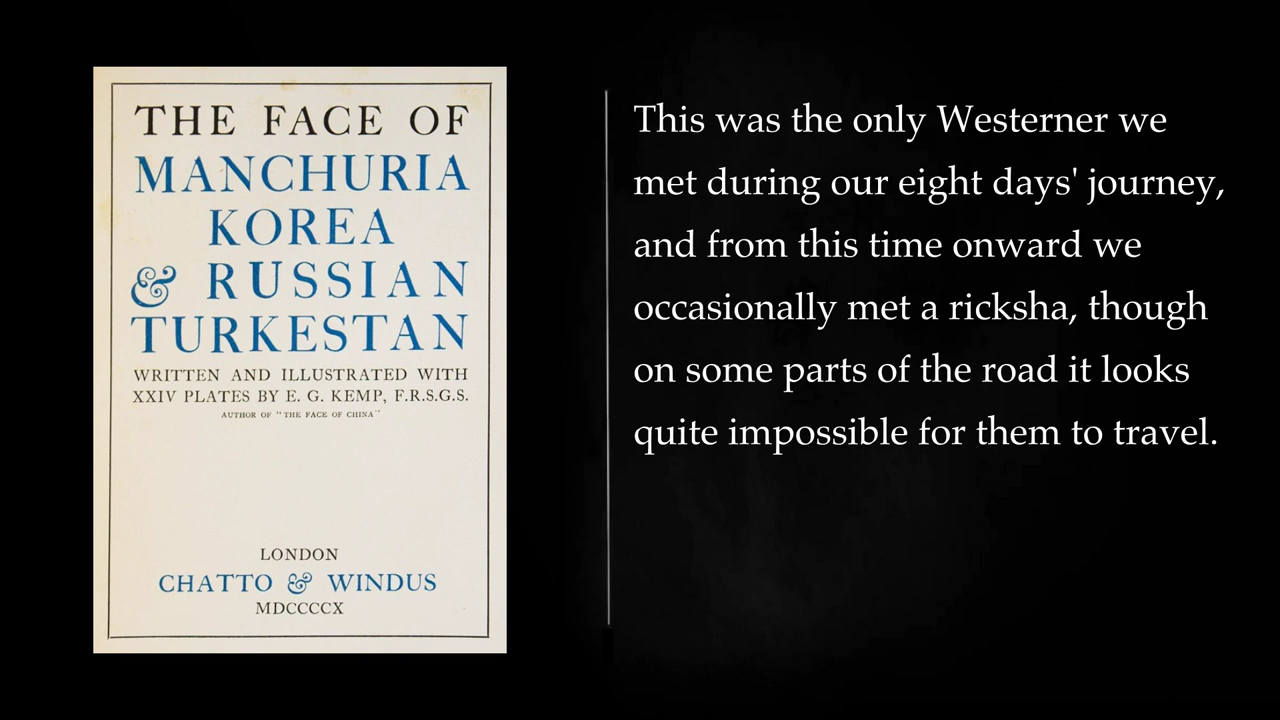 THE FACE OF
MANCHURIA
KOREA
& RUSSIAN
TURKESTAN
WRITTEN AND ILLUSTRATED WITH
XXIV PLATES BY E. G. KEMP, F.R.S.G.S.
AUTHOR OF "THE FACE OF CHINA"
LONDON
CHATTO & WINDUS
MDCCCCX
This was the only Westerner we
met during our eight days' journey,
and from this time onward we
occasionally met a ricksha, though
on some parts of the road it looks
quite impossible for them to travel.